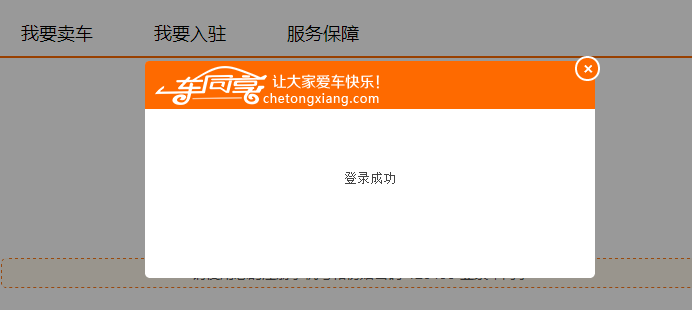 我要卖车 我要入驻 服务保障
车同享 让大家爱车快乐！
chetongxiang.com
登录成功